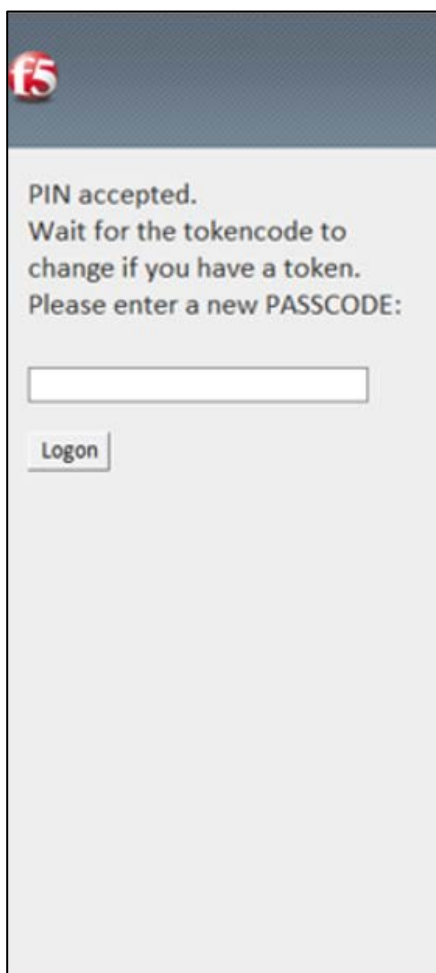 f5
PIN accepted.
Wait for the tokencode to
change if you have a token.
Please enter a new PASSCODE:
Logon